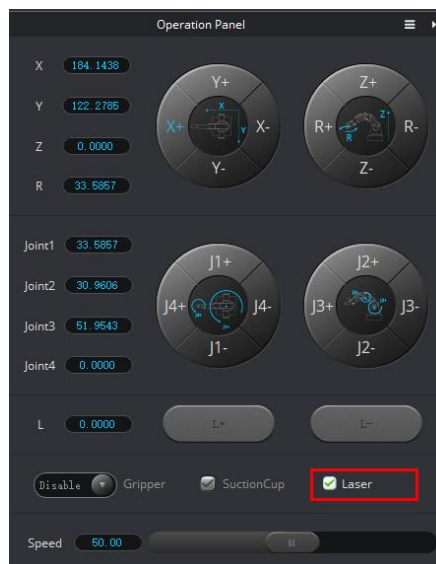 Operation Panel
X 184.1438
Y 122.2785
Z 0.0000
R 33.5857
Y+
X+ X Y X-
Y-
Z+
R+ Z+ R R-
Z-
Joint1 33.5857
Joint2 30.9606
Joint3 51.9543
Joint4 0.0000
J1+
J4+ J4-
J1-
J2+
J3+ J3-
J2-
L 0.0000 L+ L-
Disable Gripper SuctionCup Laser
Speed 50.00